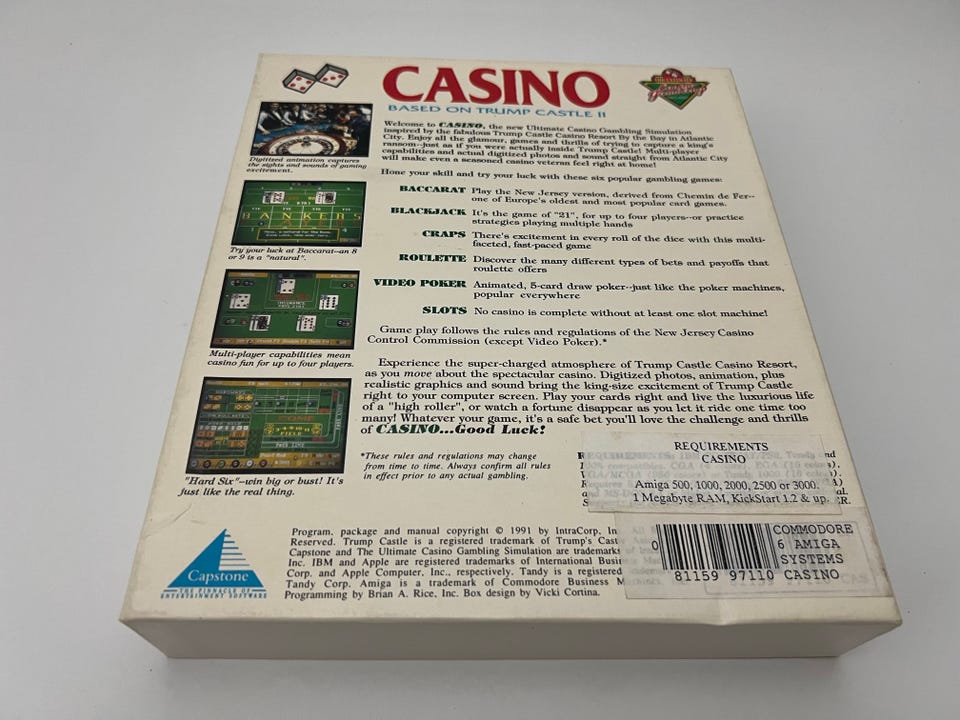 CASINO
BASED ON TRUMP CASTLE II
Welcome to CASINO, the new Ultimate Casino Gambling Simulation
inspired by the fabulous Trump Castle Casino Resort By the Bay in Atlantic
City. Enjoy all the glamour, games and thrills of trying to capture a king's
ransom--just as if you were actually inside Trump Castle! Multi-player
capabilities and actual digitized photos and sound straight from Atlantic City
will make even a seasoned casino veteran feel right at home!
Hone your skill and try your luck with these six popular gambling games:
BACCARAT Play the New Jersey version, derived from Chemin de Fer--
one of Europe's oldest and most popular card games.
BLACKJACK It's the game of "21", for up to four players--or practice
strategies playing multiple hands
CRAPS There's excitement in every roll of the dice with this multi-
faceted, fast-paced game
ROULETTE Discover the many different types of bets and payoffs that
roulette offers
VIDEO POKER Animated, 5-card draw poker--just like the poker machines,
popular everywhere
SLOTS No casino is complete without at least one slot machine!
Game play follows the rules and regulations of the New Jersey Casino
Control Commission (except Video Poker).*
Experience the super-charged atmosphere of Trump Castle Casino Resort,
as you move about the spectacular casino. Digitized photos, animation, plus
realistic graphics and sound bring the king-size excitement of Trump Castle
right to your computer screen. Play your cards right and live the luxurious life
of a "high roller", or watch a fortune disappear as you let it ride one time too
many! Whatever your game, it's a safe bet you'll love the challenge and thrills
of CASINO...Good Luck!
*These rules and regulations may change
from time to time. Always confirm all rules
in effect prior to any actual gambling.
Digitized animation captures
the sights and sounds of gaming
excitement.
BANKERS
Try your luck at Baccarat--an 8
or 9 is a "natural".
Multi-player capabilities mean
casino fun for up to four players.
"Hard Six"--win big or bust! It's
just like the real thing.
REQUIREMENTS
CASINO
Amiga 500, 1000, 2000, 2500 or 3000.
1 Megabyte RAM, KickStart 1.2 & up.
Capstone
THE PINNACLE OF
ENTERTAINMENT SOFTWARE
Program, package and manual copyright © 1991 by IntraCorp, In
Reserved. Trump Castle is a registered trademark of Trump's Cast
Capstone and The Ultimate Casino Gambling Simulation are trademark
Inc. IBM and Apple are registered trademarks of International Busi
Corp. and Apple Computer, Inc., respectively. Tandy is a registered
Tandy Corp. Amiga is a trademark of Commodore Business M
Programming by Brian A. Rice, Inc. Box design by Vicki Cortina.
COMMODORE
0 6 AMIGA
SYSTEMS
81159 97110 CASINO